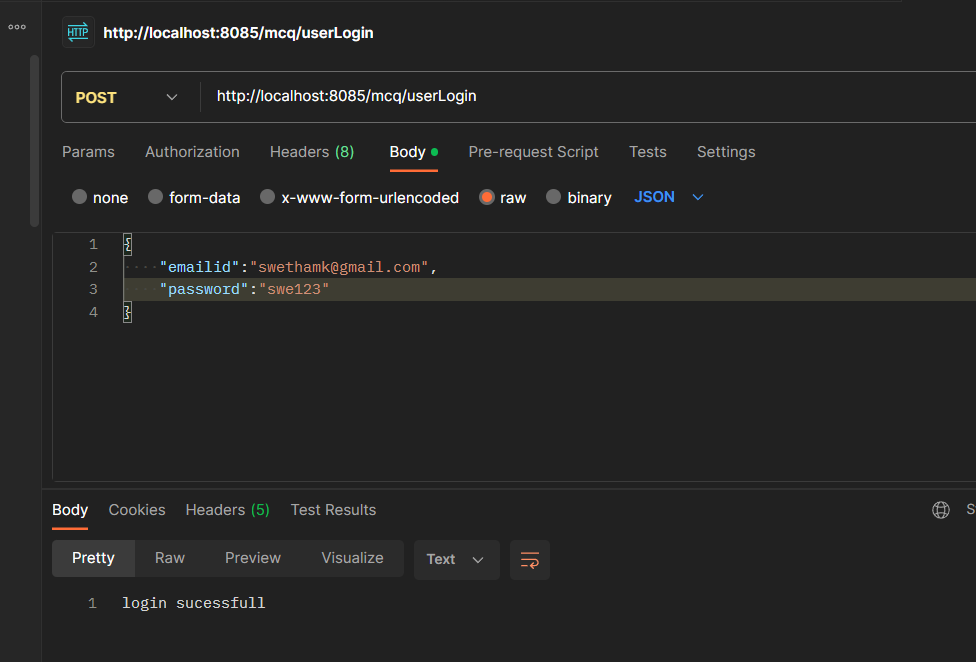 HTTP http://localhost:8085/mcq/userLogin
POST http://localhost:8085/mcq/userLogin
Params Authorization Headers (8) Body Pre-request Script Tests Settings
none form-data x-www-form-urlencoded raw binary JSON
1 {
2 "emailid":"swethamk@gmail.com",
3 "password":"swe123"
4 }
Body Cookies Headers (5) Test Results S
Pretty Raw Preview Visualize Text
1 login sucessfull